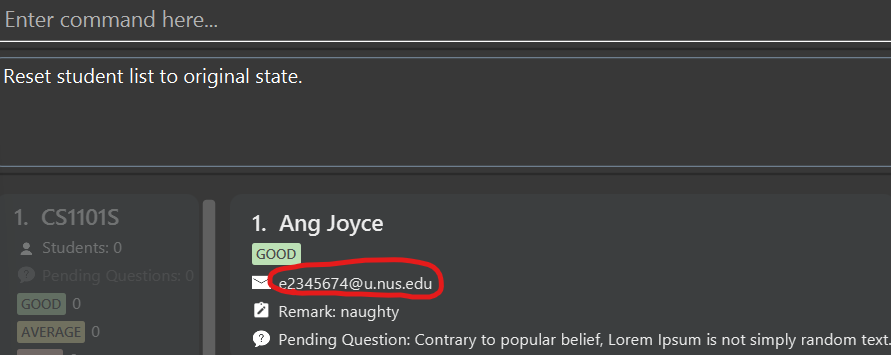 Enter command here...
Reset student list to original state.
1. CS1101S
Students: 0
Pending Questions: 0
GOOD 0
AVERAGE 0
1. Ang Joyce
GOOD
e2345674@u.nus.edu
Remark: naughty
Pending Question: Contrary to popular belief, Lorem Ipsum is not simply random text.